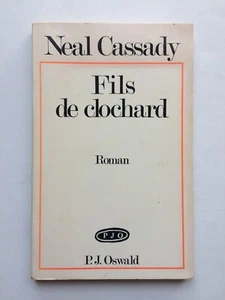 Neal Cassady
Fils
de clochard
Roman
PJO
P.J. Oswald